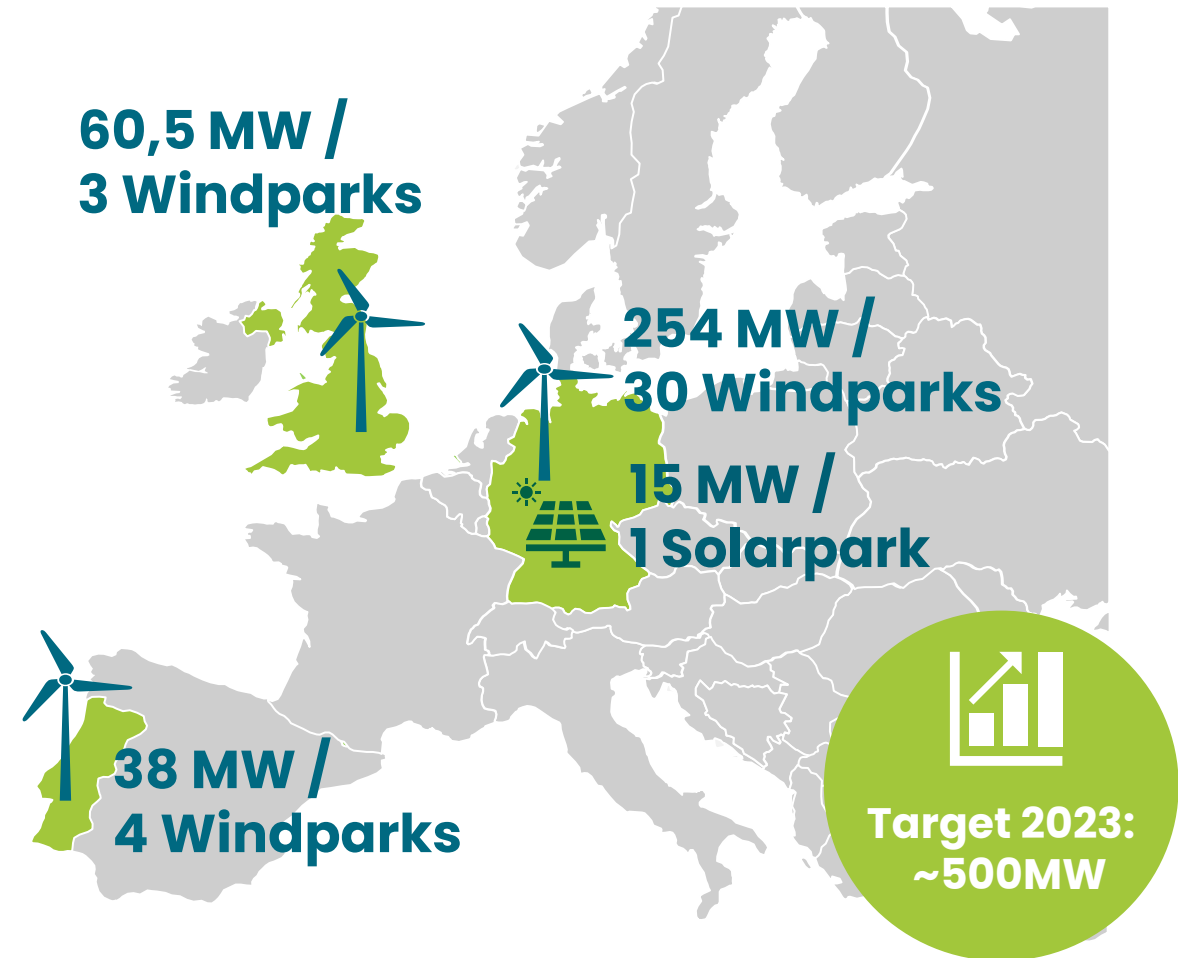 60,5 MW /
3 Windparks
254 MW /
30 Windparks
15 MW /
1 Solarpark
38 MW /
4 Windparks
Target 2023:
~500MW